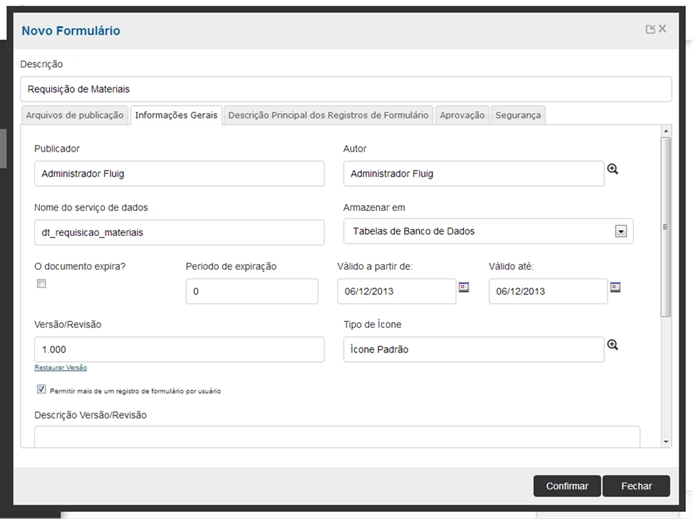 Novo Formulário
Descrição
Requisição de Materiais
Arquivos de publicação Informações Gerais Descrição Principal dos Registros de Formulário Aprovação Segurança
Publicador Autor
Administrador Fluig Administrador Fluig
Nome do serviço de dados Armazenar em
dt_requisicao_materiais Tabelas de Banco de Dados
O documento expira? Periodo de expiração Válido a partir de: Válido até:
0 06/12/2013 06/12/2013
Versão/Revisão Tipo de Ícone
1.000 Ícone Padrão
Restaurar Versão
Permitir mais de um registro de formulário por usuário
Descrição Versão/Revisão
Confirmar Fechar